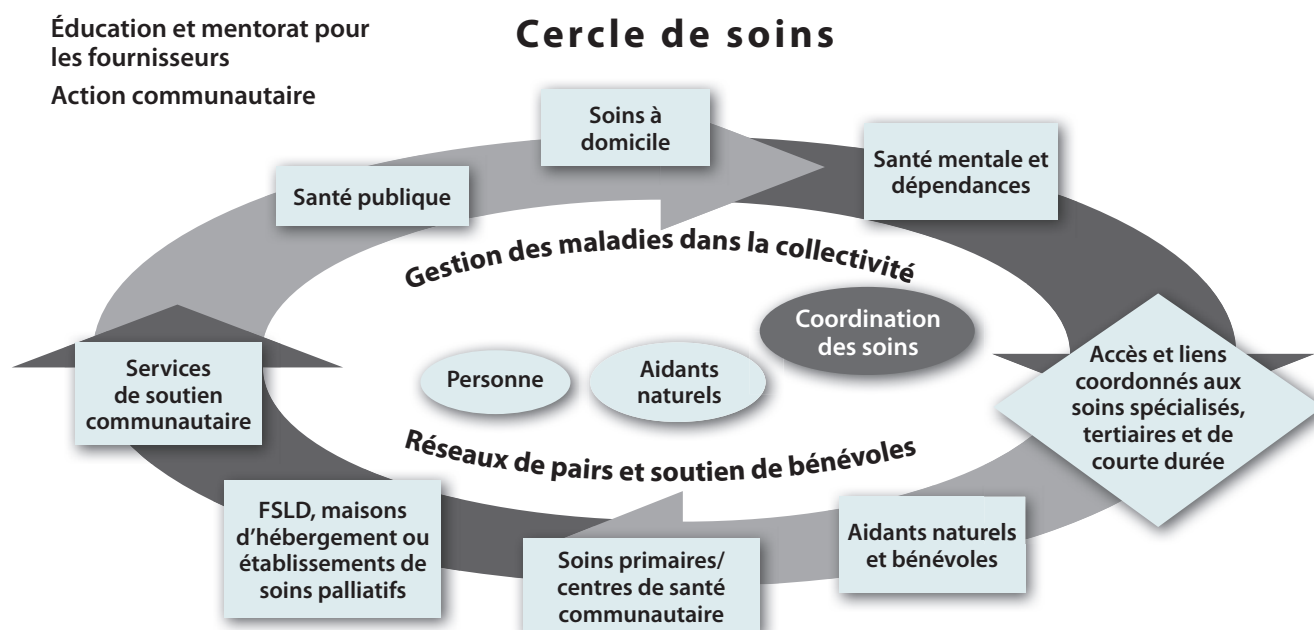 Éducation et mentorat pour
les fournisseurs
Action communautaire
Cercle de soins
Soins à
domicile
Santé mentale et
dépendances
Santé publique
Gestion des maladies dans la collectivité
Coordination
des soins
Accès et liens
coordonnés aux
soins spécialisés,
tertiaires et de
courte durée
Services
de soutien
communautaire
Personne
Aidants
naturels
Réseaux de pairs et soutien de bénévoles
FSLD, maisons
d’hébergement ou
établissements de
soins palliatifs
Soins primaires/
centres de santé
communautaire
Aidants naturels
et bénévoles